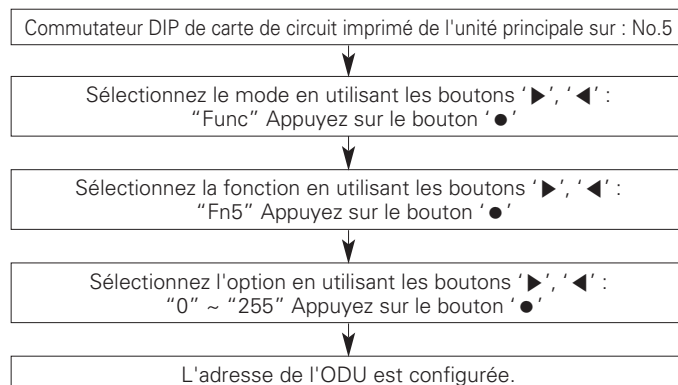 Commutateur DIP de carte de circuit imprimé de l'unité principale sur : No.5
Sélectionnez le mode en utilisant les boutons ‘▶’, ‘◀’ :
“Func” Appuyez sur le bouton ‘●’
Sélectionnez la fonction en utilisant les boutons ‘▶’, ‘◀’ :
“Fn5” Appuyez sur le bouton ‘●’
Sélectionnez l'option en utilisant les boutons ‘▶’, ‘◀’ :
“0” ~ “255” Appuyez sur le bouton ‘●’
L'adresse de l'ODU est configurée.